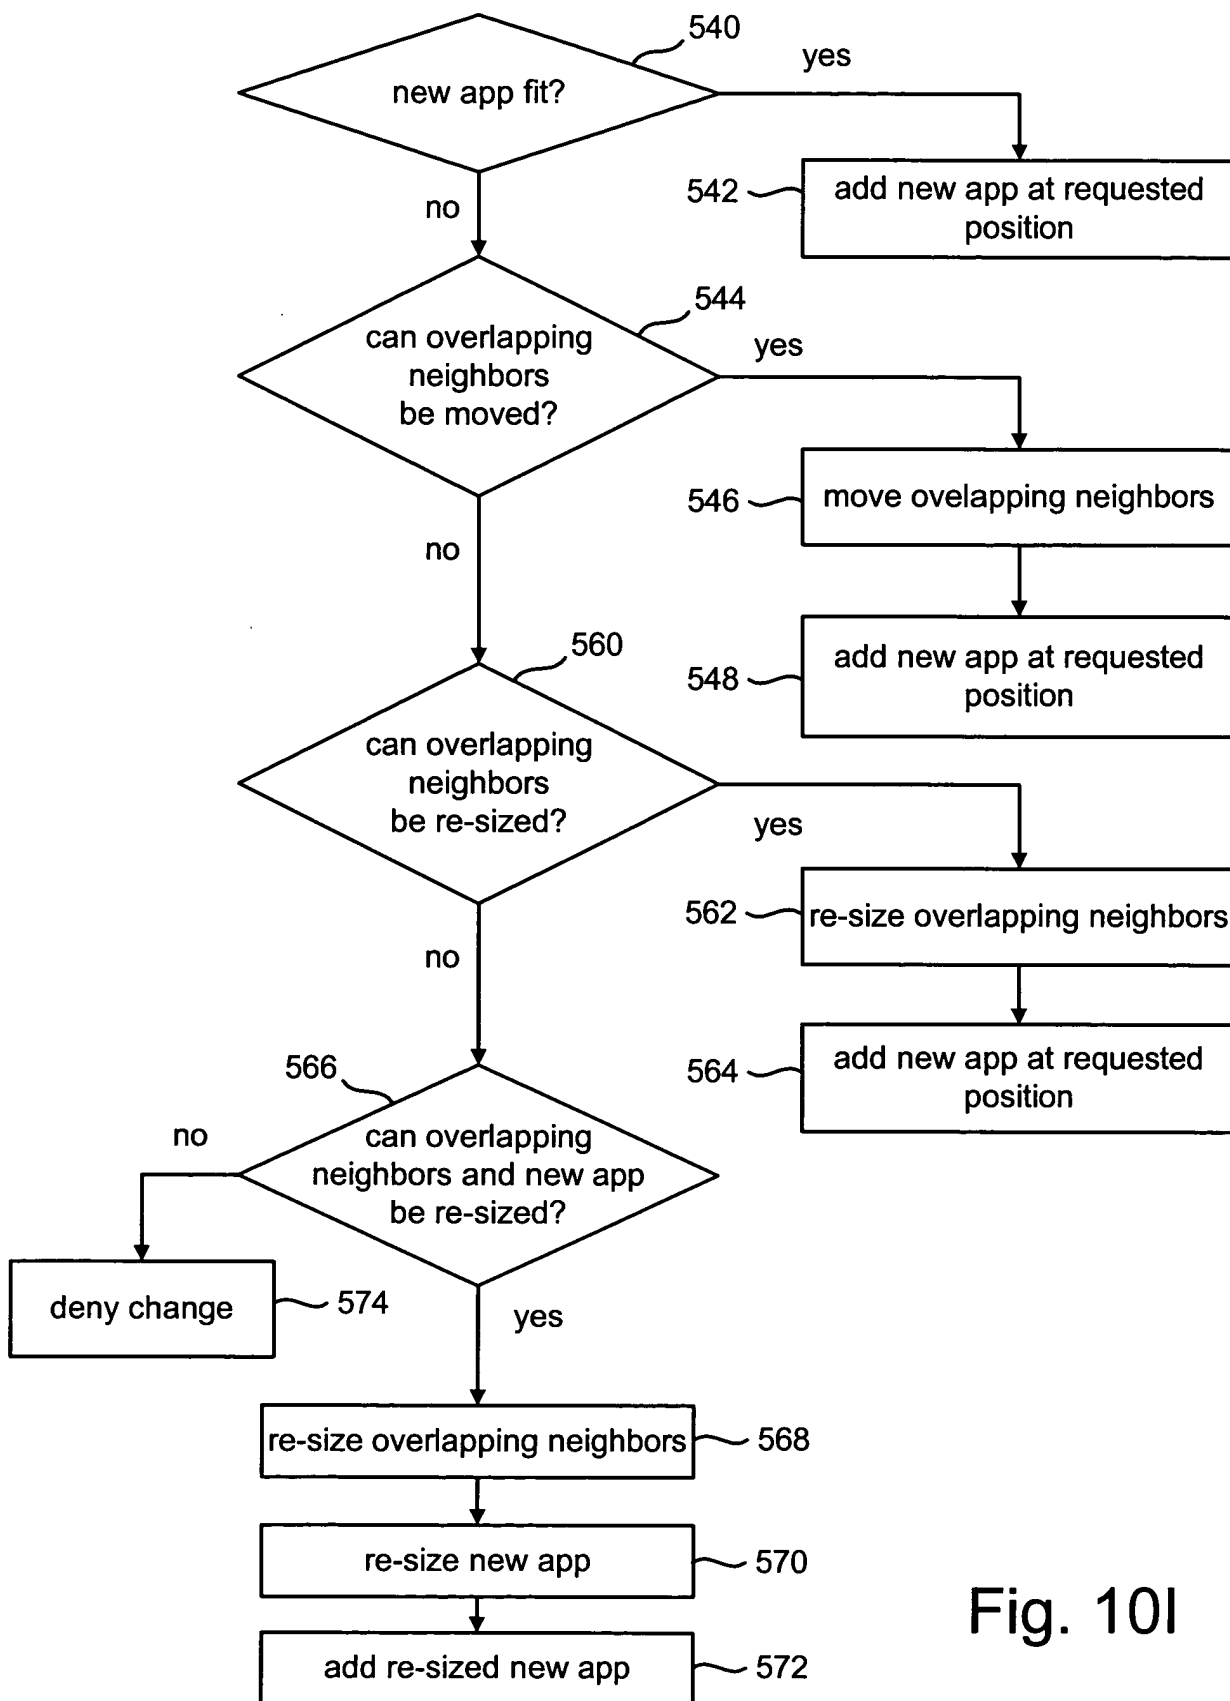 540
yes
new app fit?
542
add new app at requested
position
no
544
can overlapping
neighbors
be moved?
yes
546
move ovelapping neighbors
no
548
add new app at requested
position
560
can overlapping
neighbors
be re-sized?
yes
562
re-size overlapping neighbors
no
564
add new app at requested
position
566
no
can overlapping
neighbors and new app
be re-sized?
deny change
574
yes
re-size overlapping neighbors
568
re-size new app
570
add re-sized new app
572
Fig. 10I